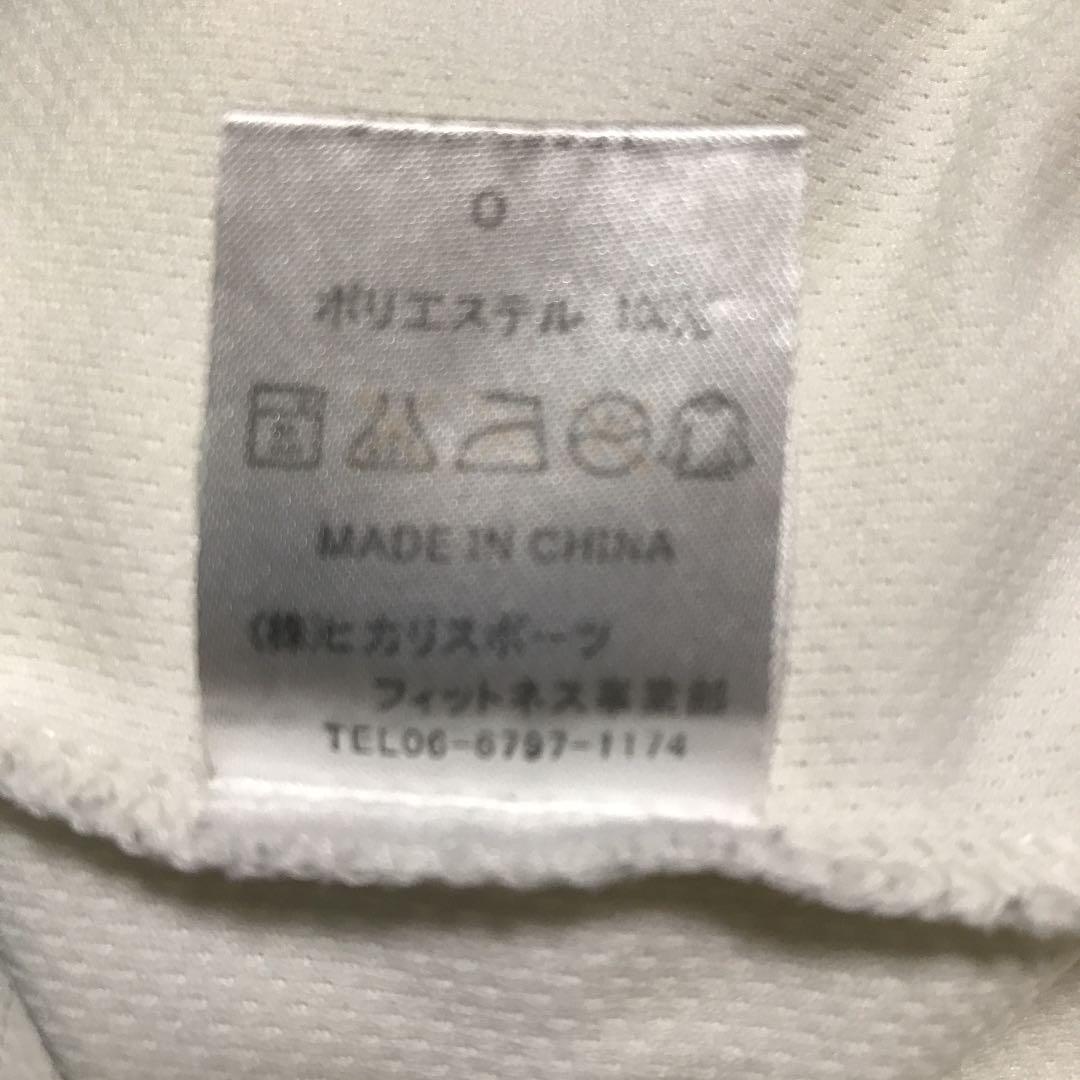 O
ポリエステル 100%
MADE IN CHINA
(株)ヒカリスポーツ
フィットネス事業部
TEL06-6797-1174